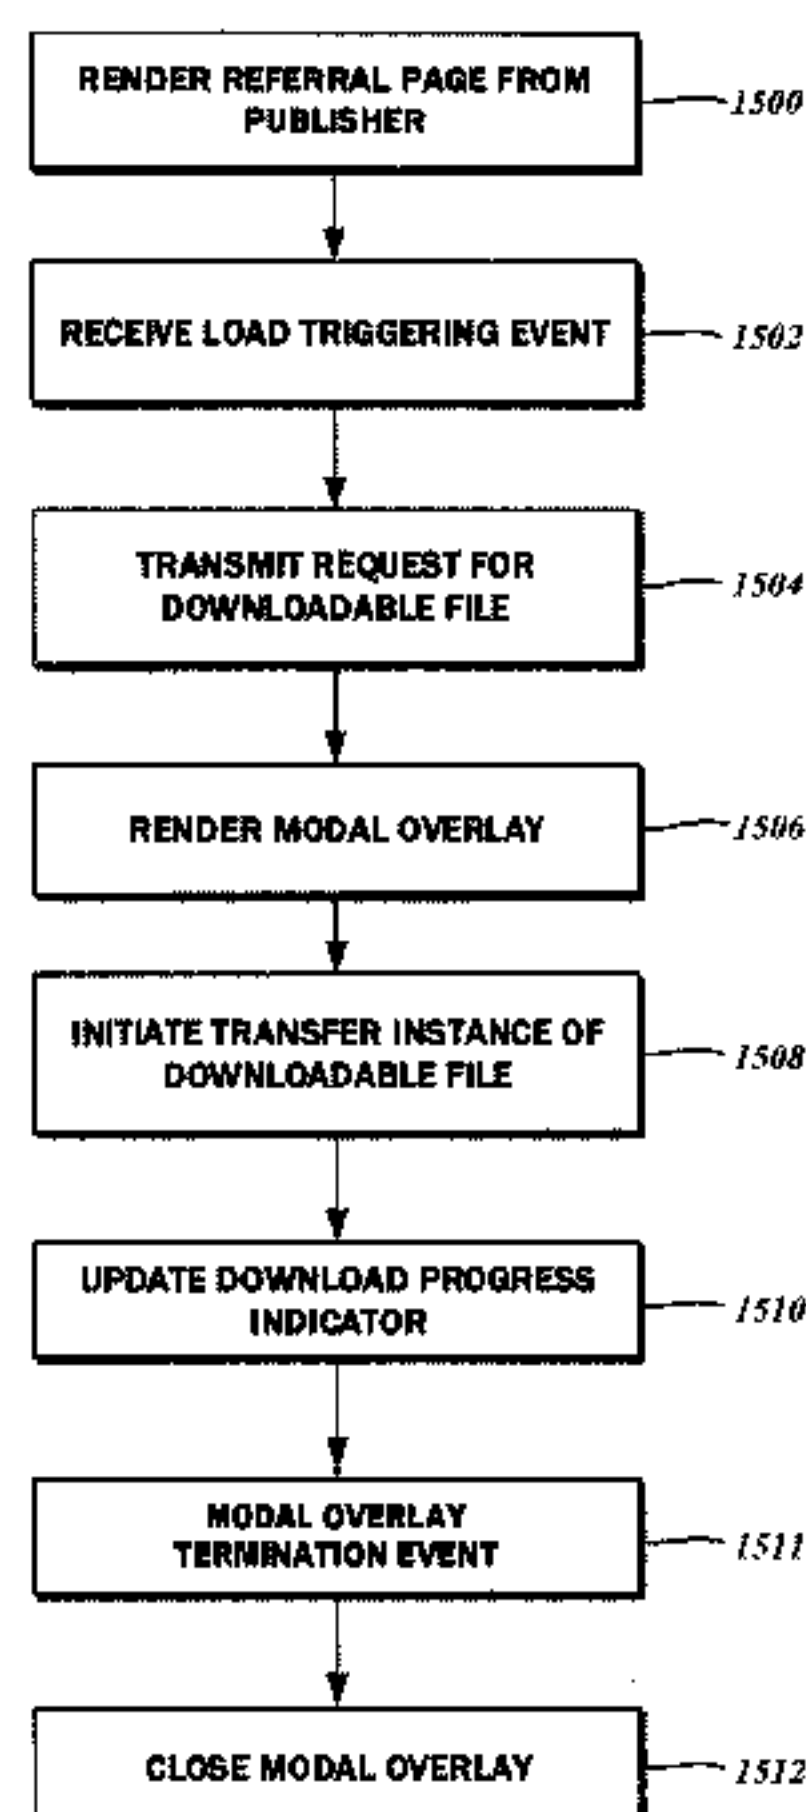 RENDER REFERRAL PAGE FROM
PUBLISHER
1500
RECEIVE LOAD TRIGGERING EVENT
1502
TRANSMIT REQUEST FOR
DOWNLOADABLE FILE
1504
RENDER MODAL OVERLAY
1506
INITIATE TRANSFER INSTANCE OF
DOWNLOADABLE FILE
1508
UPDATE DOWNLOAD PROGRESS
INDICATOR
1510
MODAL OVERLAY
TERMINATION EVENT
1511
CLOSE MODAL OVERLAY
1512